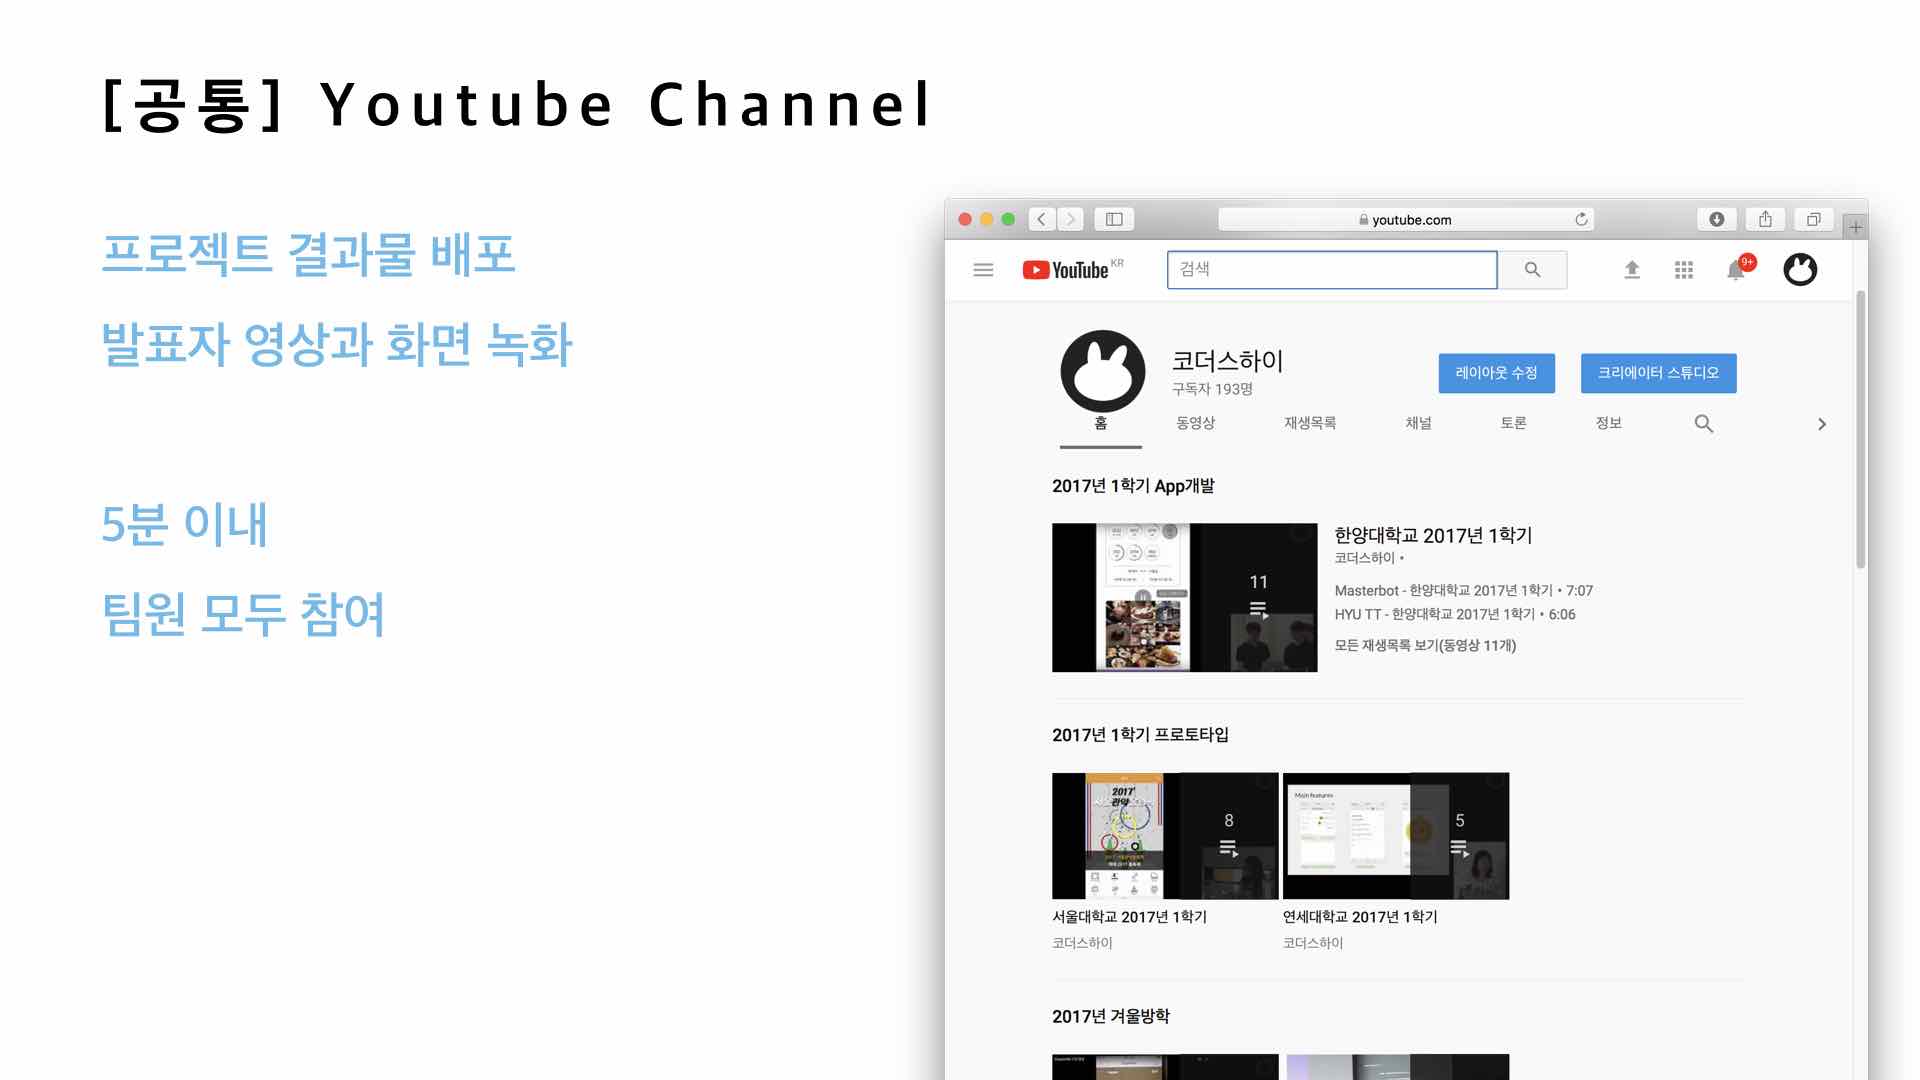 [공통] Youtube Channel
프로젝트 결과물 배포
발표자 영상과 화면 녹화
5분 이내
팀원 모두 참여
youtube.com
YouTube KR
검색
9+
코더스하이
구독자 193명
레이아웃 수정
크리에이터 스튜디오
홈
동영상
재생목록
채널
토론
정보
2017년 1학기 App개발
11
한양대학교 2017년 1학기
코더스하이 •
Masterbot - 한양대학교 2017년 1학기 • 7:07
HYU TT - 한양대학교 2017년 1학기 • 6:06
모든 재생목록 보기(동영상 11개)
2017년 1학기 프로토타입
2017
8
Main features
5
서울대학교 2017년 1학기
코더스하이
연세대학교 2017년 1학기
코더스하이
2017년 겨울방학